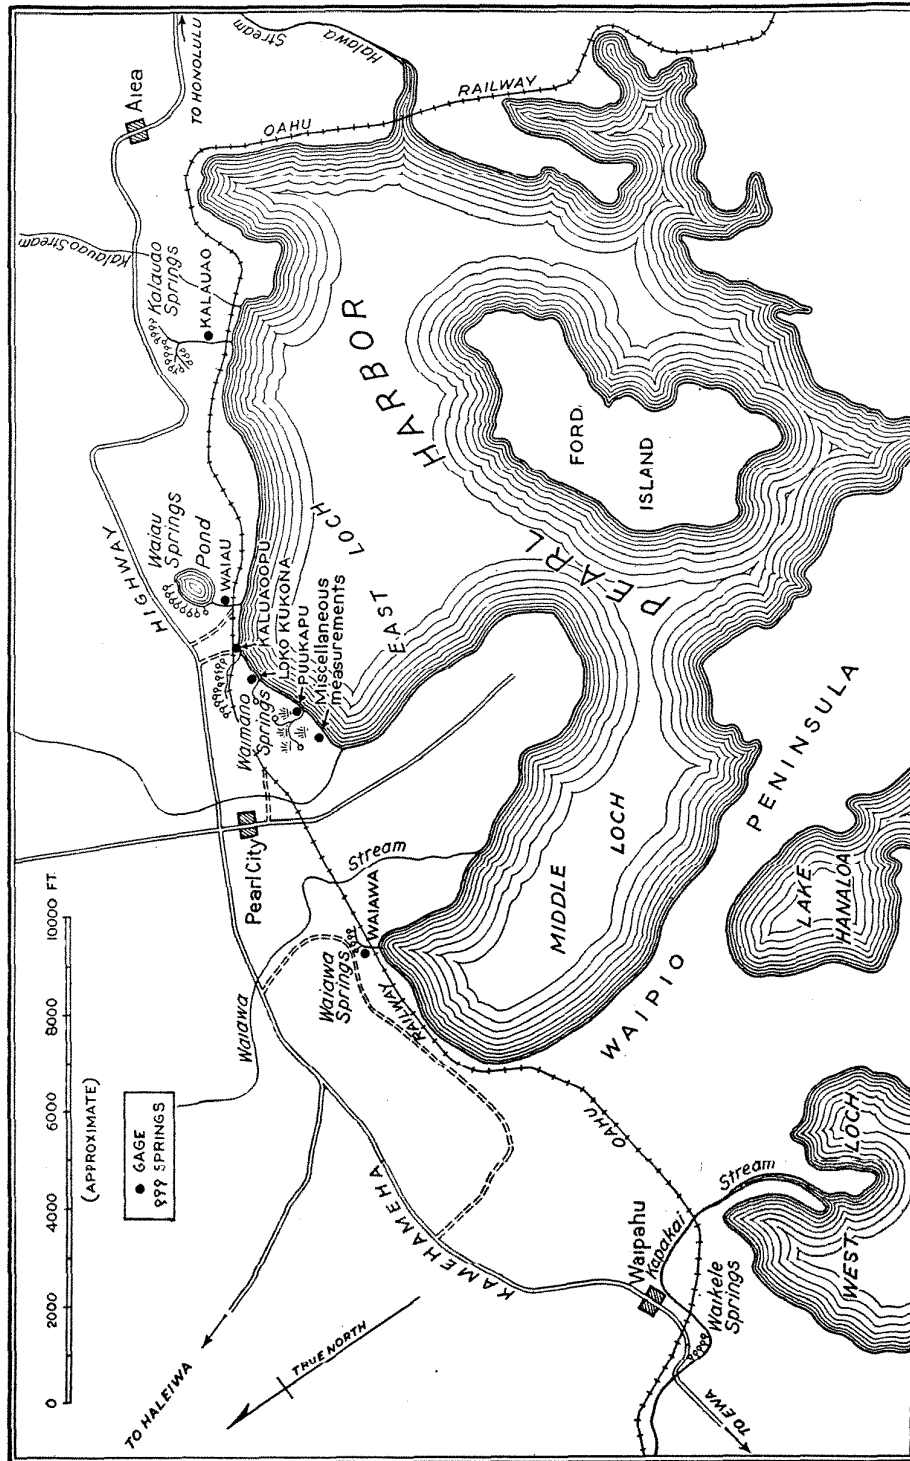 0 2000 4000 6000 8000 10000 FT.
(APPROXIMATE)
GAGE
SPRINGS
TO HALEIWA
TRUE NORTH
KAMEHAMEHA
HIGHWAY
TO HONOLULU
Aiea
Halawa
Stream
Kalauao Stream
Kalauao
Springs
KALAUAO
OAHU
RAILWAY
Waiau
Springs
Pond
WAIAU
KALUAOOPU
LOKO KUKONA
PUUKAPU
Miscellaneous
measurements
Waimano
Springs
Pearl City
Waiawa
Stream
Waiawa
Springs
WAIAWA
RAILWAY
OAHU
EAST LOCH
PEARL HARBOR
FORD
ISLAND
MIDDLE
LOCH
WAIPIO PENINSULA
LAKE
HANALOA
WEST LOCH
Waipahu
Kapakai
Stream
Waikele
Springs
TO EWA